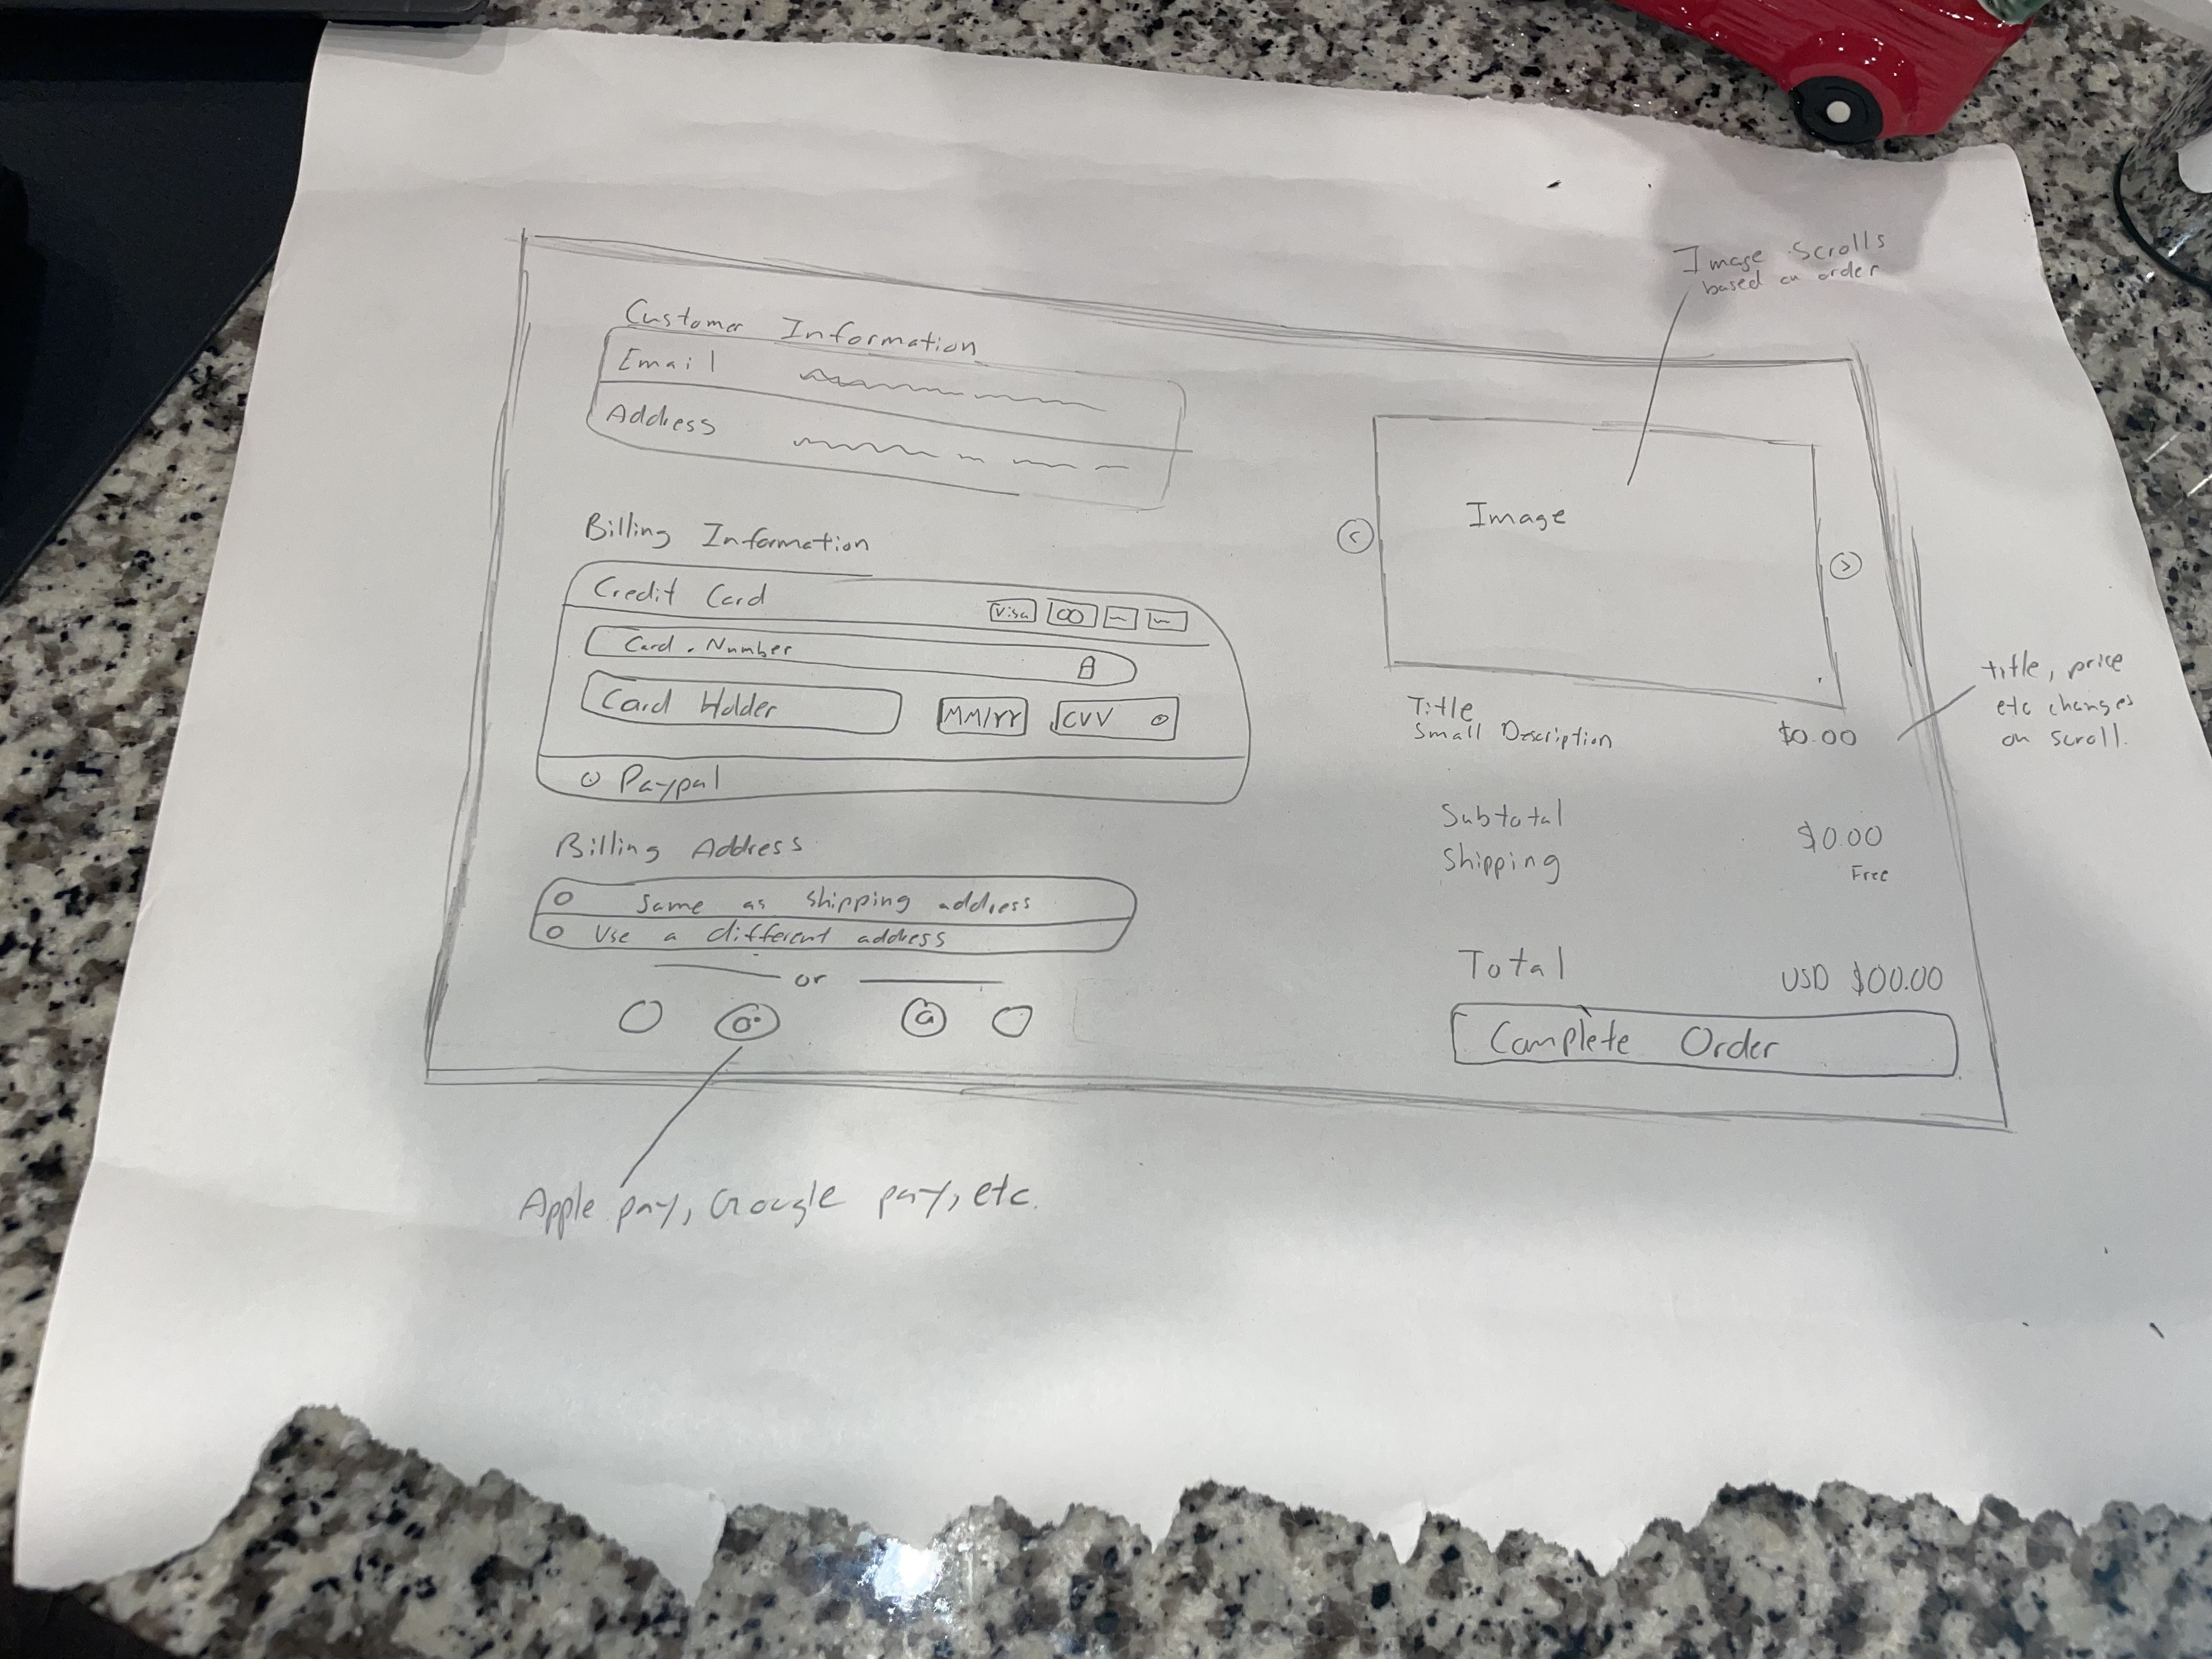 Image Scrolls
based on order
Customer Information
Email
Address
Billing Information
Credit Card
Visa
Card Number
Card Holder
MM/YY
CVV
Paypal
Billing Address
Same as shipping address
Use a different address
or
G
Apple pay, Google pay, etc.
<
Image
>
Title
Small Description
$0.00
title, price
etc changes
on scroll.
Subtotal
$0.00
Shipping
Free
Total
USD $00.00
Complete Order